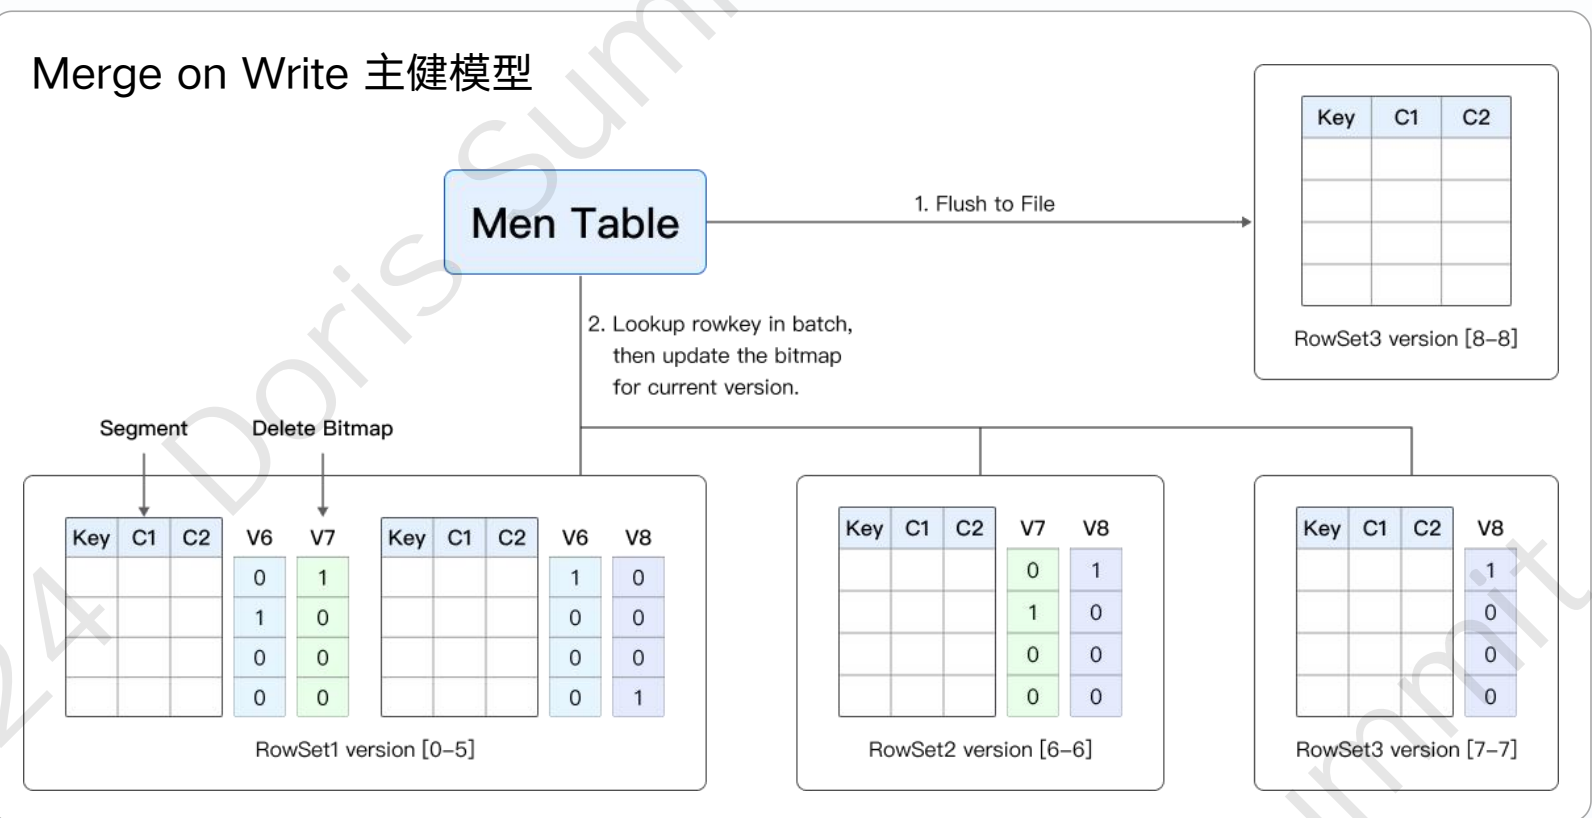 Merge on Write 主健模型
Men Table
1. Flush to File
Key C1 C2
RowSet3 version [8-8]
2. Lookup rowkey in batch,
then update the bitmap
for current version.
Segment
Delete Bitmap
Key C1 C2 V6 V7
0 1
1 0
0 0
0 0
Key C1 C2 V6 V8
1 0
0 0
0 0
0 1
RowSet1 version [0-5]
Key C1 C2 V7 V8
0 1
1 0
0 0
0 0
RowSet2 version [6-6]
Key C1 C2 V8
1
0
0
0
RowSet3 version [7-7]
24 Doris Summ
ummit